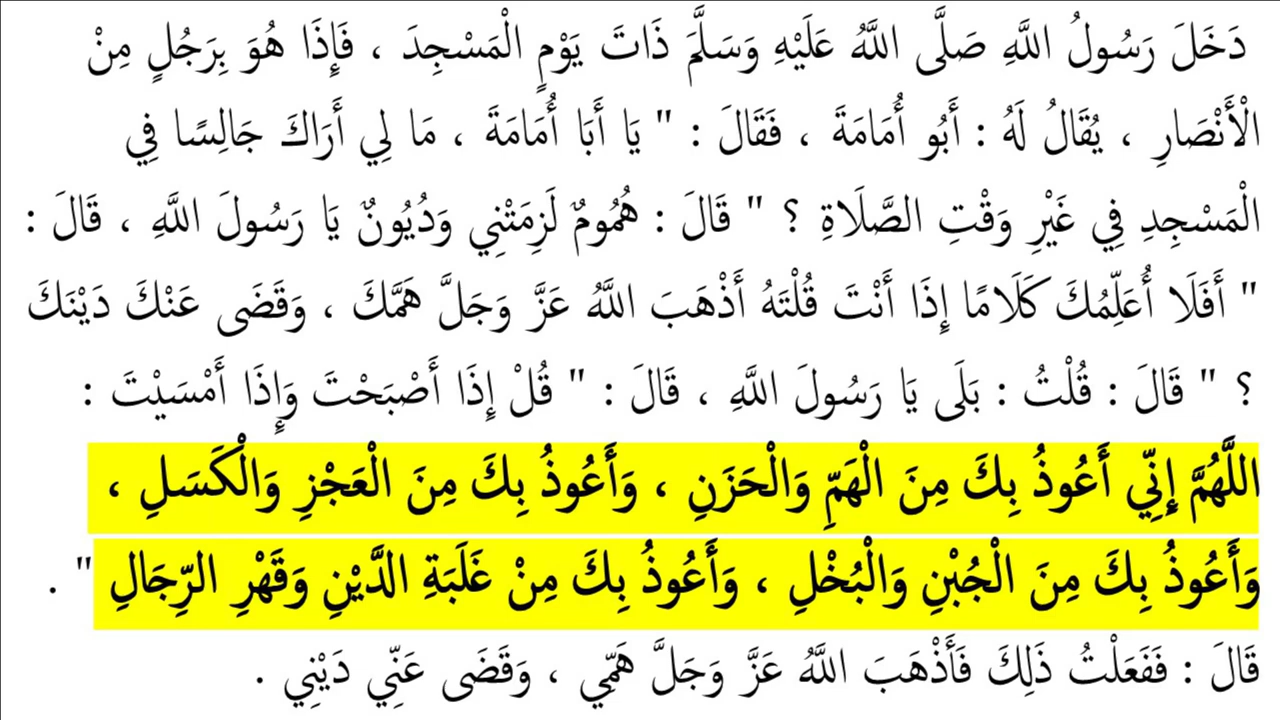 دَخَلَ رَسُولُ اللَّهِ صَلَّى اللَّهُ عَلَيْهِ وَسَلَّمَ ذَاتَ يَوْمٍ الْمَسْجِدَ ، فَإِذَا هُوَ بِرَجُلٍ مِنْ
الْأَنْصَارِ ، يُقَالُ لَهُ : أَبُو أُمَامَةَ ، فَقَالَ : " يَا أَبَا أُمَامَةَ ، مَا لِي أَرَاكَ جَالِسًا فِي
الْمَسْجِدِ فِي غَيْرِ وَقْتِ الصَّلَاةِ ؟ " قَالَ : هُمُومٌ لَزِمَتْنِي وَدُيُونٌ يَا رَسُولَ اللَّهِ ، قَالَ :
" أَفَلَا أُعَلِّمُكَ كَلَامًا إِذَا أَنْتَ قُلْتَهُ أَذْهَبَ اللَّهُ عَزَّ وَجَلَّ هَمَّكَ ، وَقَضَى عَنْكَ دَيْنَكَ
؟ " قَالَ : قُلْتُ : بَلَى يَا رَسُولَ اللَّهِ ، قَالَ : " قُلْ إِذَا أَصْبَحْتَ وَإِذَا أَمْسَيْتَ :
اللَّهُمَّ إِنِّي أَعُوذُ بِكَ مِنَ الْهَمِّ وَالْحَزَنِ ، وَأَعُوذُ بِكَ مِنَ الْعَجْزِ وَالْكَسَلِ ،
وَأَعُوذُ بِكَ مِنَ الْجُبْنِ وَالْبُخْلِ ، وَأَعُوذُ بِكَ مِنْ غَلَبَةِ الدَّيْنِ وَقَهْرِ الرِّجَالِ " .
قَالَ : فَفَعَلْتُ ذَلِكَ فَأَذْهَبَ اللَّهُ عَزَّ وَجَلَّ هَمِّي ، وَقَضَى عَنِّي دَيْنِي .